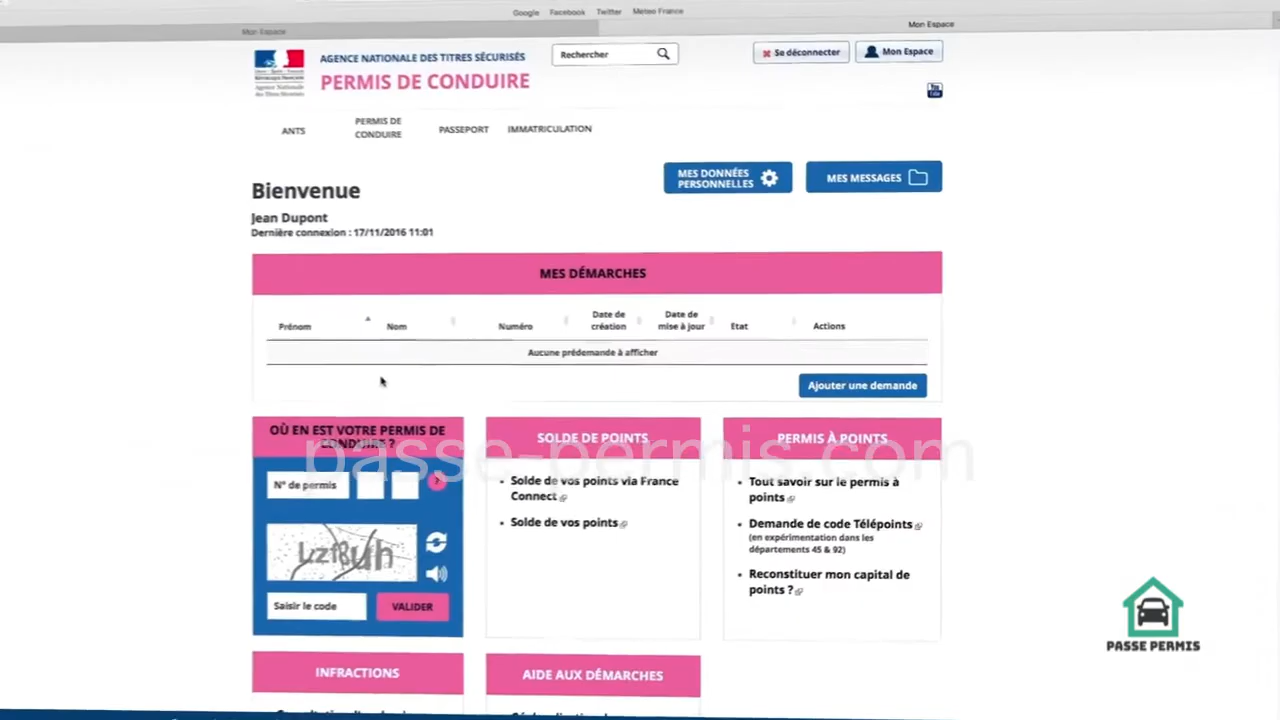 Google Facebook Twitter Meteo France
Mon Espace
Mon Espace
AGENCE NATIONALE DES TITRES SÉCURISÉS
PERMIS DE CONDUIRE
Rechercher
Se déconnecter
Mon Espace
You
Tube
ANTS
PERMIS DE
CONDUIRE
PASSEPORT
IMMATRICULATION
MES DONNÉES
PERSONNELLES
MES MESSAGES
Bienvenue
Jean Dupont
Dernière connexion : 17/11/2016 11:01
MES DÉMARCHES
Prénom
Nom
Numéro
Date de
création
Date de
mise à jour
Etat
Actions
Aucune prédemande à afficher
Ajouter une demande
OÙ EN EST VOTRE PERMIS DE
CONDUIRE ?
N° de permis
?
Saisir le code
VALIDER
SOLDE DE POINTS
• Solde de vos points via France
Connect
• Solde de vos points
PERMIS À POINTS
• Tout savoir sur le permis à
points
• Demande de code Télépoints
(en expérimentation dans les
départements 45 & 92)
• Reconstituer mon capital de
points ?
passe-permis.com
PASSE PERMIS
INFRACTIONS
AIDE AUX DÉMARCHES